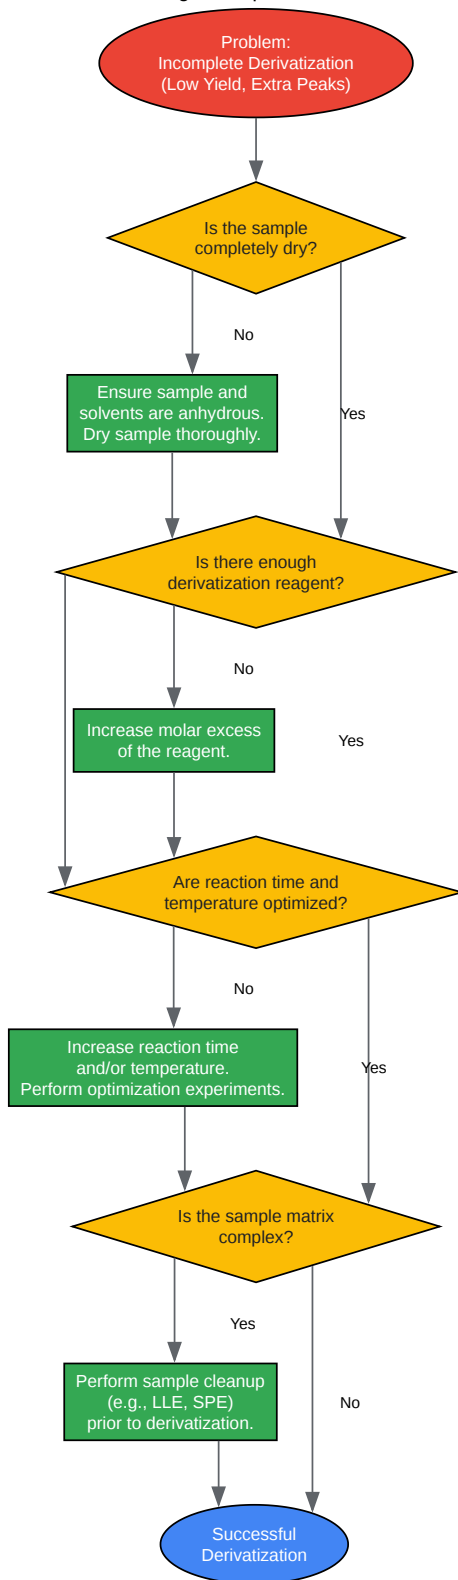 Problem:
Incomplete Derivatization
(Low Yield, Extra Peaks)
Is the sample
completely dry?
No
Ensure sample and
solvents are anhydrous.
Dry sample thoroughly.
Yes
Is there enough
derivatization reagent?
No
Increase molar excess
of the reagent.
Yes
Are reaction time and
temperature optimized?
No
Increase reaction time
and/or temperature.
Perform optimization experiments.
Yes
Is the sample matrix
complex?
Yes
Perform sample cleanup
(e.g., LLE, SPE)
prior to derivatization.
No
Successful
Derivatization